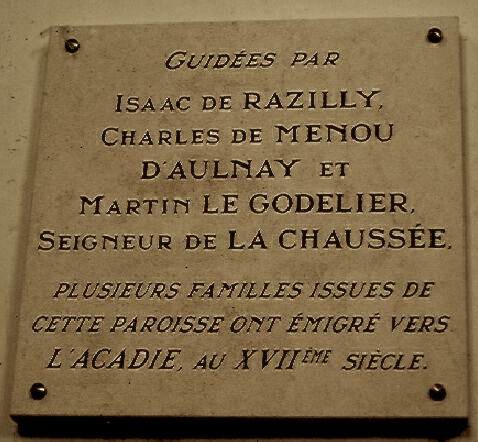 GUIDÉES PAR
ISAAC DE RAZILLY,
CHARLES DE MENOU
D'AULNAY ET
MARTIN LE GODELIER,
SEIGNEUR DE LA CHAUSSÉE,
PLUSIEURS FAMILLES ISSUES DE
CETTE PAROISSE ONT ÉMIGRÉ VERS
L'ACADIE, AU XVIIÈME SIÈCLE.